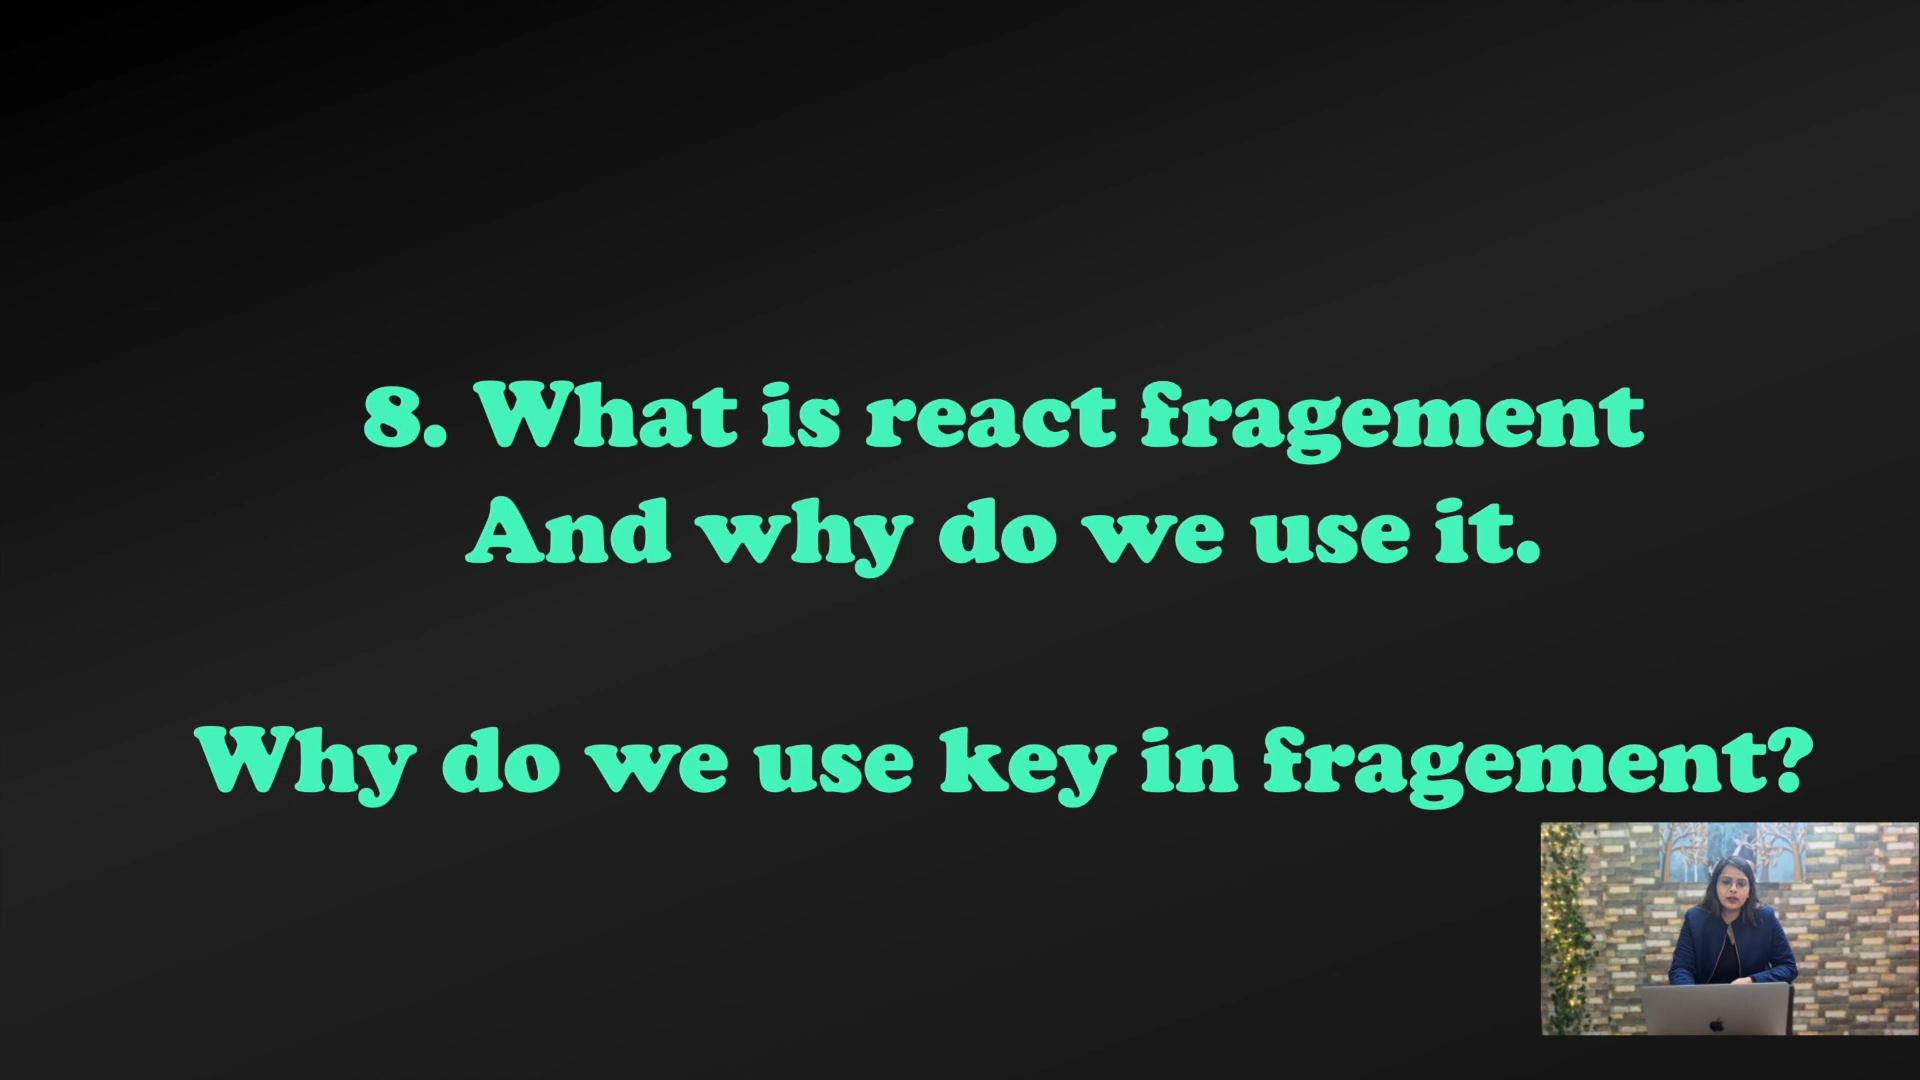 8. What is react fragement
And why do we use it.
Why do we use key in fragement?